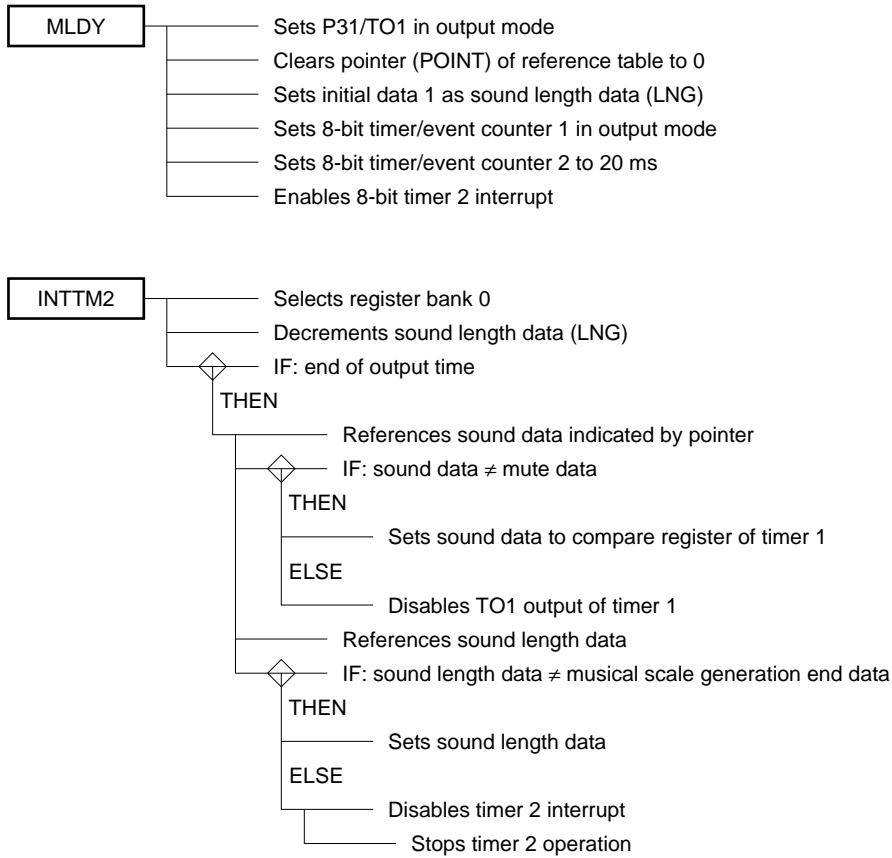 MLDY
Sets P31/TO1 in output mode
Clears pointer (POINT) of reference table to 0
Sets initial data 1 as sound length data (LNG)
Sets 8-bit timer/event counter 1 in output mode
Sets 8-bit timer/event counter 2 to 20 ms
Enables 8-bit timer 2 interrupt
INTTM2
Selects register bank 0
Decrements sound length data (LNG)
IF: end of output time
THEN
References sound data indicated by pointer
IF: sound data ≠ mute data
THEN
Sets sound data to compare register of timer 1
ELSE
Disables TO1 output of timer 1
References sound length data
IF: sound length data ≠ musical scale generation end data
THEN
Sets sound length data
ELSE
Disables timer 2 interrupt
Stops timer 2 operation